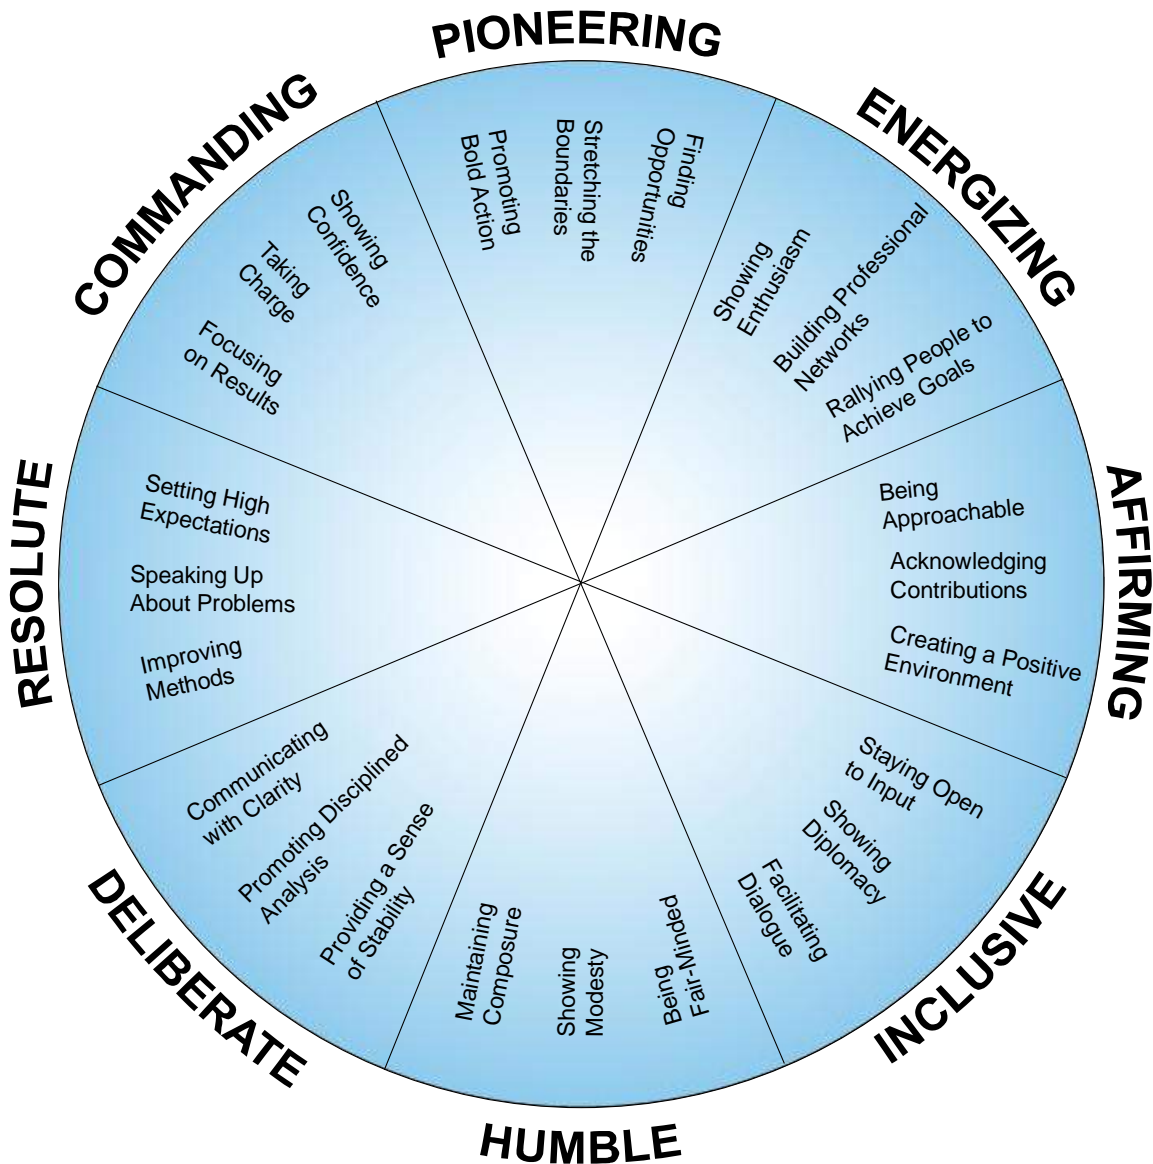 PIONEERING
Promoting
Bold Action
Stretching the
Boundaries
Finding
Opportunities
ENERGIZING
Showing
Enthusiasm
Building Professional
Networks
Rallying People to
Achieve Goals
AFFIRMING
Being
Approachable
Acknowledging
Contributions
Creating a Positive
Environment
INCLUSIVE
Staying Open
to Input
Showing
Diplomacy
Facilitating
Dialogue
HUMBLE
Being
Fair-Minded
Showing
Modesty
Maintaining
Composure
DELIBERATE
Providing a Sense
of Stability
Promoting Disciplined
Analysis
Communicating
with Clarity
RESOLUTE
Improving
Methods
Speaking Up
About Problems
Setting High
Expectations
COMMANDING
Focusing
on Results
Taking
Charge
Showing
Confidence